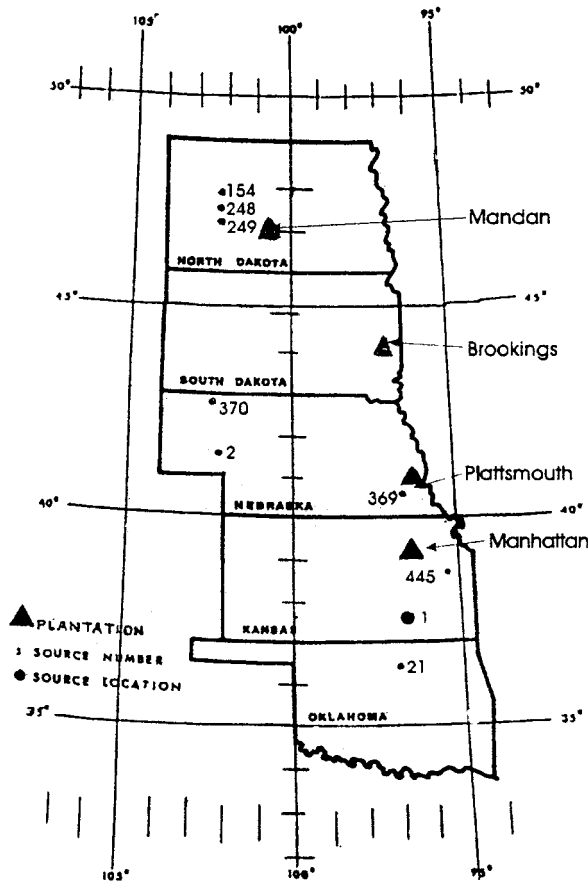 105°
100°
95°
50°
50°
154
248
249
Mandan
NORTH DAKOTA
45°
45°
Brookings
SOUTH DAKOTA
370
2
Plattsmouth
369
40°
NEBRASKA
40°
Manhattan
445
1
KANSAS
PLANTATION
S SOURCE NUMBER
SOURCE LOCATION
21
35°
OKLAHOMA
35°
105°
100°
95°